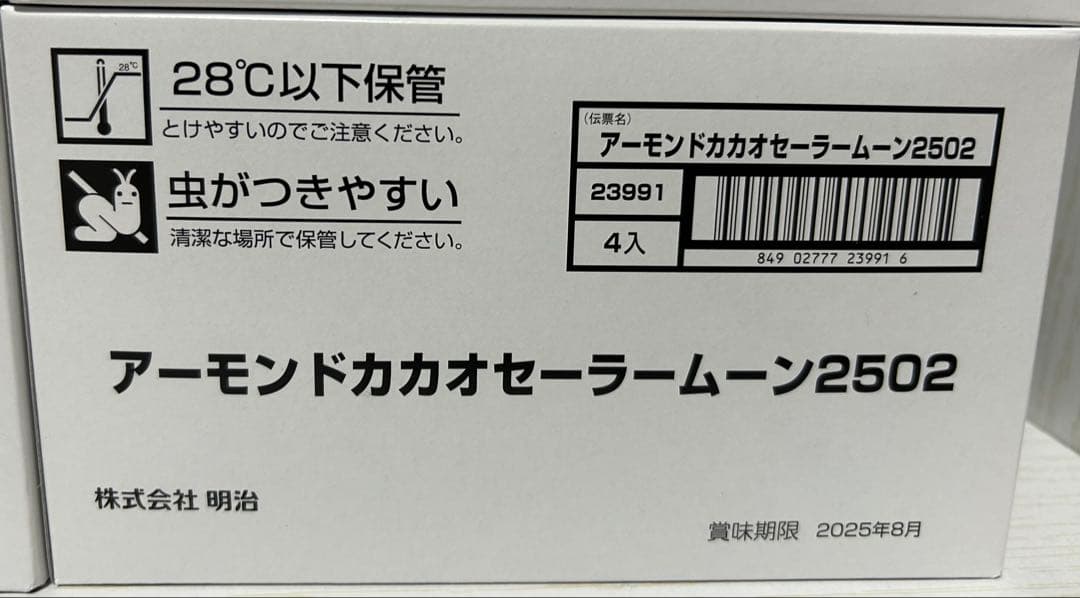 28℃
28℃以下保管
とけやすいのでご注意ください。
虫がつきやすい
清潔な場所で保管してください。
(伝票名)
アーモンドカカオセーラームーン2502
23991
4入
849 02777 23991 6
アーモンドカカオセーラームーン2502
株式会社 明治
賞味期限 2025年8月